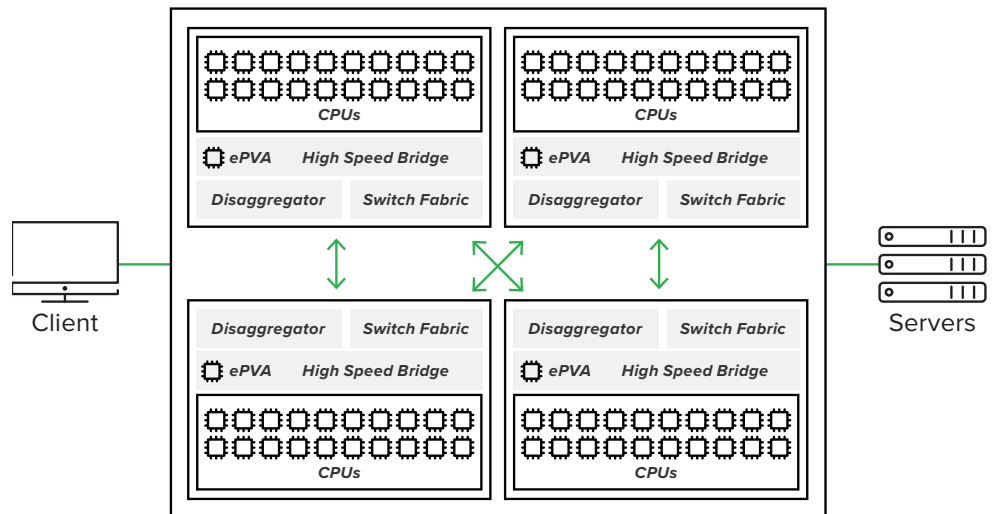 CPUs
ePVA High Speed Bridge
Disaggregator Switch Fabric
CPUs
ePVA High Speed Bridge
Disaggregator Switch Fabric
Client
Servers
Disaggregator Switch Fabric
ePVA High Speed Bridge
CPUs
Disaggregator Switch Fabric
ePVA High Speed Bridge
CPUs